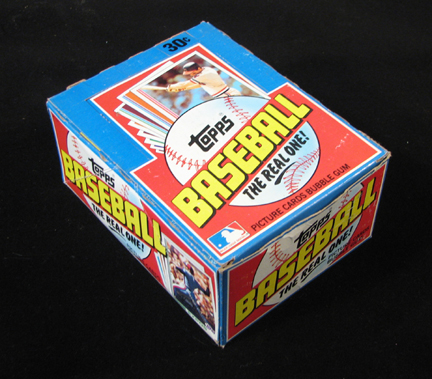 30¢
Topps
BASEBALL
THE REAL ONE!
PICTURE CARDS BUBBLE GUM
Topps
BASEBALL
THE REAL ONE!
Topps
BASEBALL
THE REAL ONE!